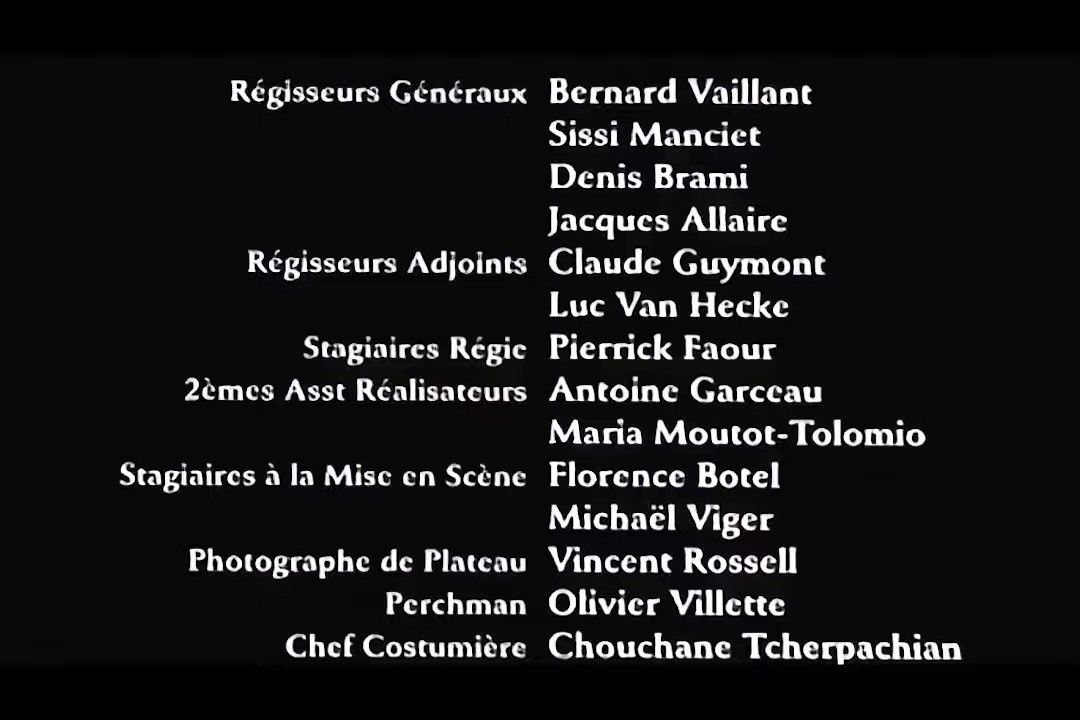 Régisseurs Généraux Bernard Vaillant
Sissi Manciet
Denis Brami
Jacques Allaire
Régisseurs Adjoints Claude Guymont
Luc Van Hecke
Stagiaires Régie Pierrick Faour
2èmes Asst Réalisateurs Antoine Garceau
Maria Moutot-Tolomio
Stagiaires à la Mise en Scène Florence Botel
Michaël Viger
Photographe de Plateau Vincent Rossell
Perchman Olivier Villette
Chef Costumière Chouchane Tcherpachian